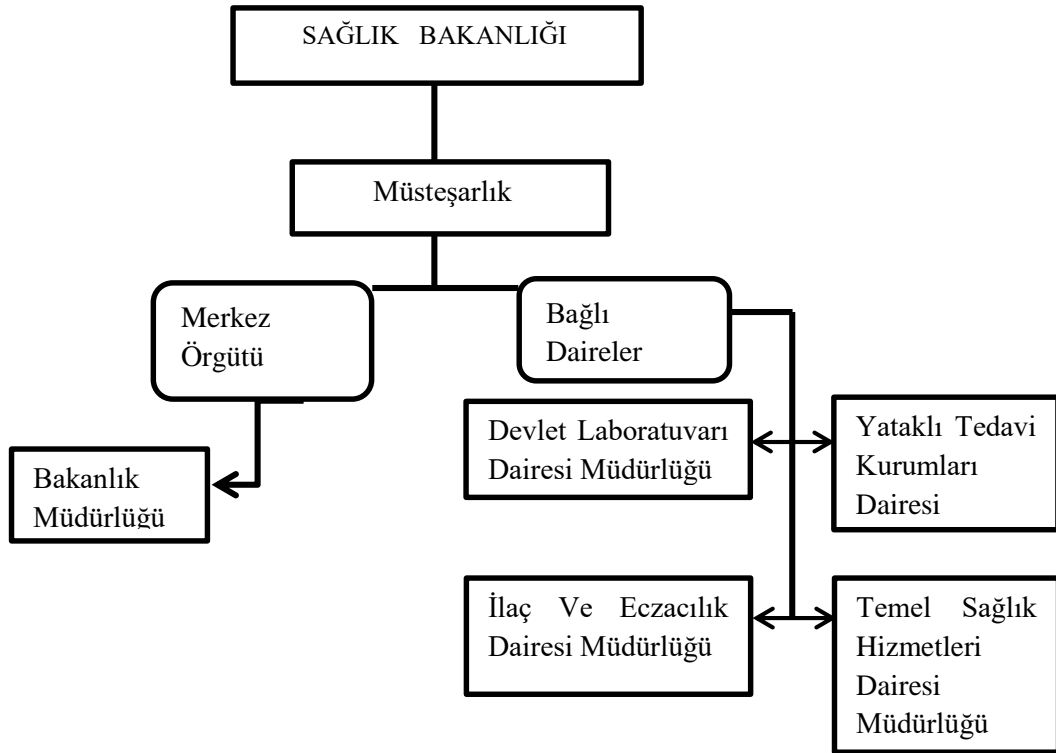 SAĞLIK BAKANLIĞI
Müsteşarlık
Merkez
Örgütü
Bağlı
Daireler
Bakanlık
Müdürlüğü
Devlet Laboratuvarı
Dairesi Müdürlüğü
Yataklı Tedavi
Kurumları
Dairesi
İlaç Ve Eczacılık
Dairesi Müdürlüğü
Temel Sağlık
Hizmetleri
Dairesi
Müdürlüğü